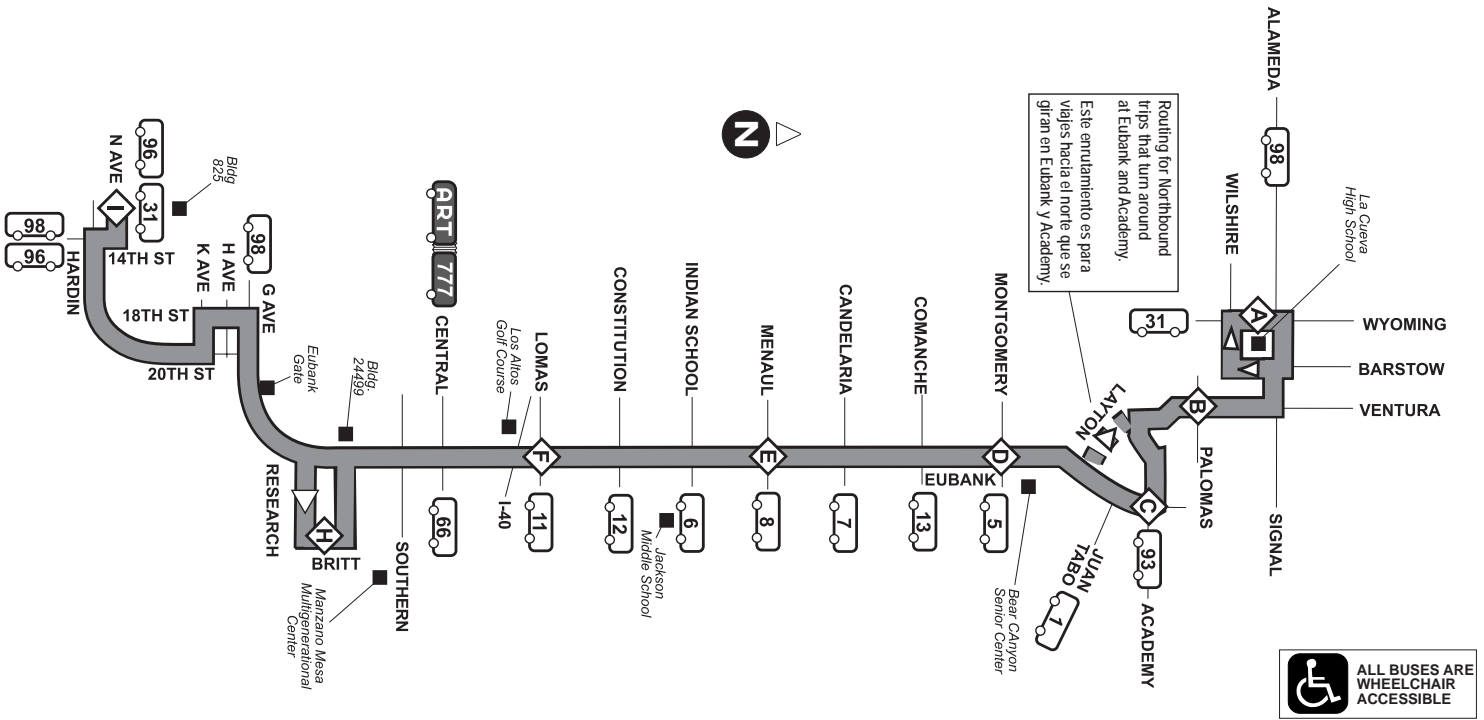 ALAMEDA
98
WILSHIRE
La Cueva
High School
A
31
WYOMING
BARSTOW
VENTURA
B
PALOMAS
SIGNAL
Routing for Northbound
trips that turn around
at Eubank and Academy.
Este enrutamiento es para
viajes hacia el norte que se
giran en Eubank y Academy.
LAYTON
C
93
ACADEMY
JUAN
TABO
1
Bear CAnyon
Senior Center
MONTGOMERY
D
EUBANK
5
COMANCHE
13
CANDELARIA
7
N
MENAUL
E
8
INDIAN SCHOOL
6
Jackson
Middle School
CONSTITUTION
12
LOMAS
F
11
I-40
Los Altos
Golf Course
ART
777
CENTRAL
66
SOUTHERN
Bldg.
24499
Eubank
Gate
RESEARCH
H
BRITT
Manzano Mesa
Multigenerational
Center
98
G AVE
H AVE
K AVE
18TH ST
20TH ST
14TH ST
Bldg
825
96
31
N AVE
I
HARDIN
98
96
ALL BUSES ARE
WHEELCHAIR
ACCESSIBLE